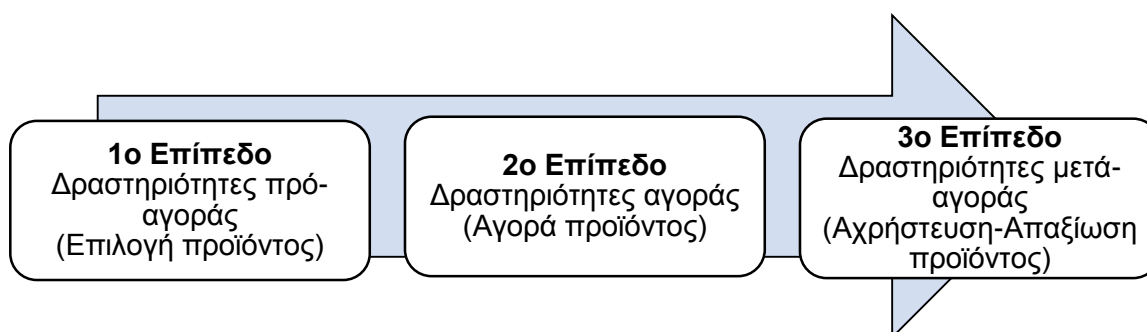 1ο Επίπεδο
Δραστηριότητες πρό-
αγοράς
(Επιλογή προϊόντος)
2ο Επίπεδο
Δραστηριότητες αγοράς
(Αγορά προϊόντος)
3ο Επίπεδο
Δραστηριότητες μετά-
αγοράς
(Αχρήστευση-Απαξίωση
προϊόντος)